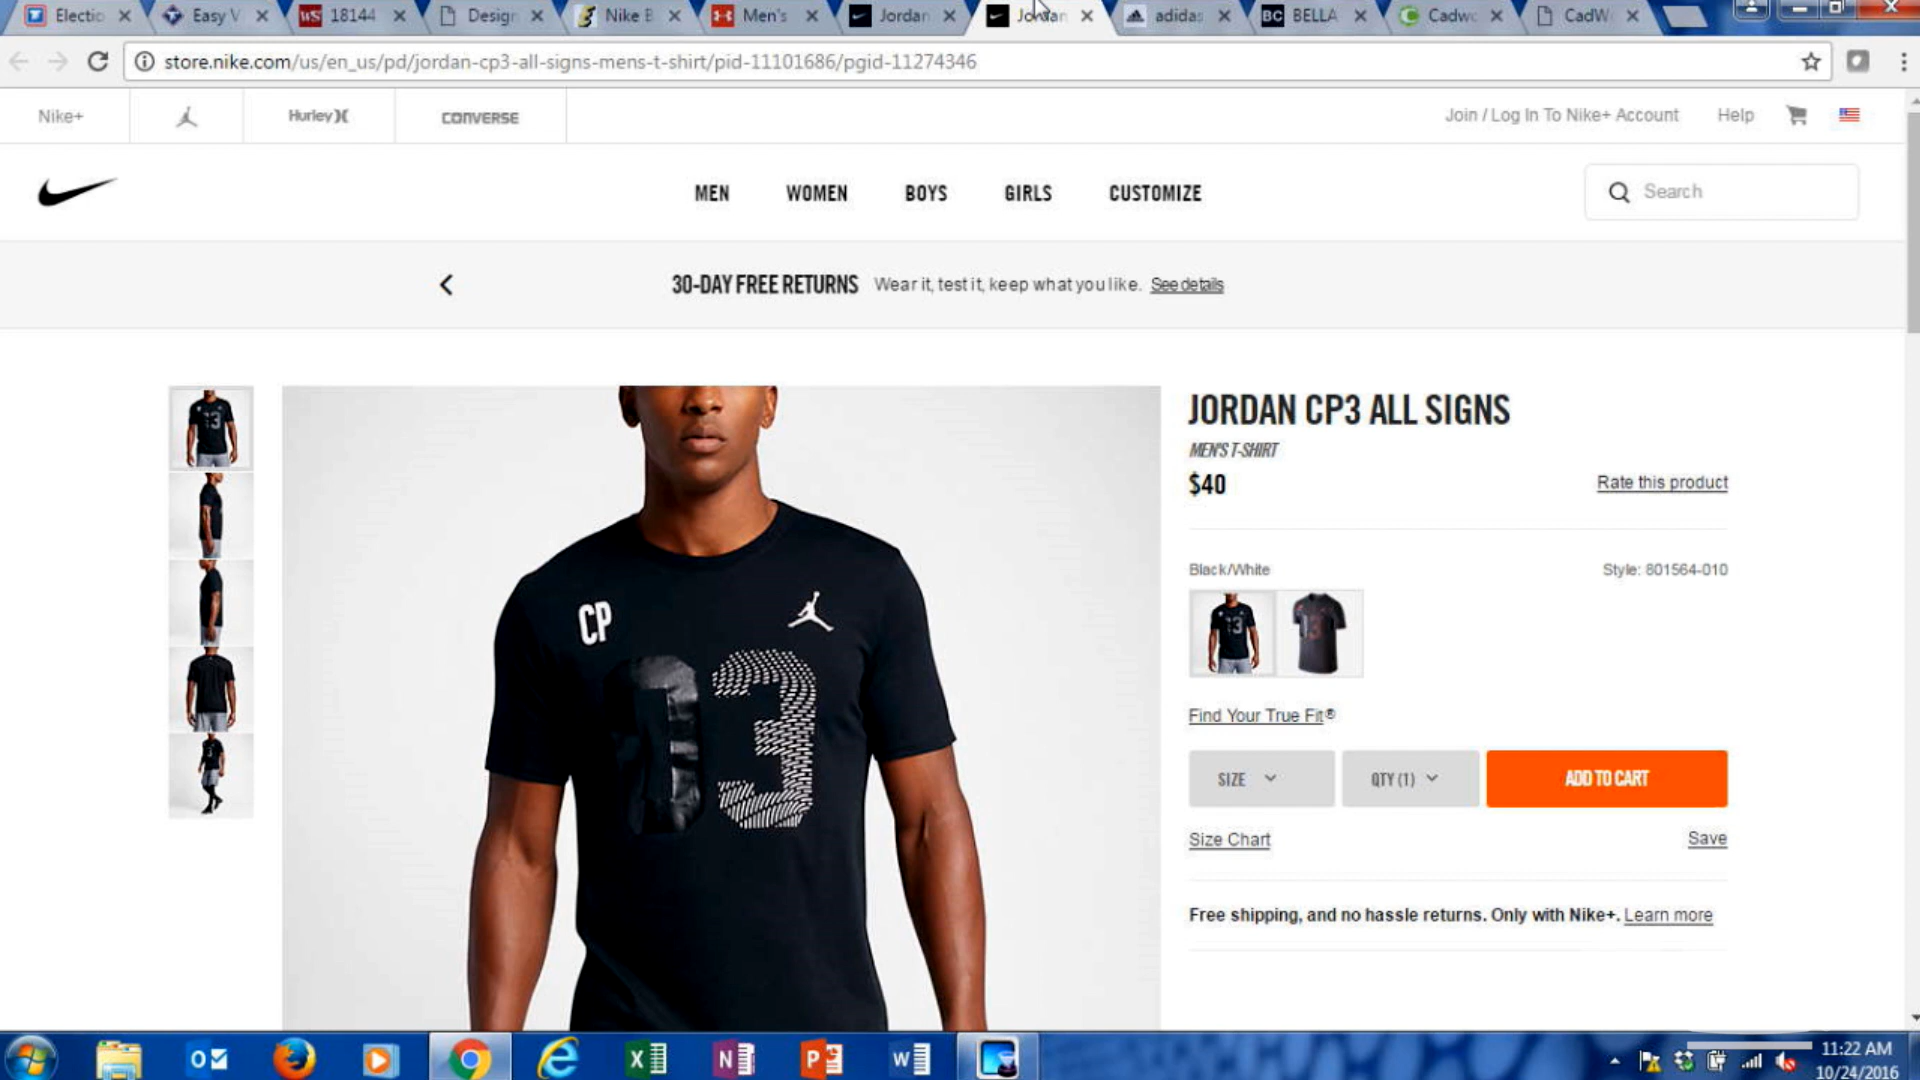 Electio
Easy V
WS 18144
Design
Nike B
Men's
Jordan
Jordan
adidas
BC BELLA
Cadwo
CadW
store.nike.com/us/en_us/pd/jordan-cp3-all-signs-mens-t-shirt/pid-11101686/pgid-11274346
Nike+
Hurley
CONVERSE
Join / Log In To Nike+ Account
Help
MEN
WOMEN
BOYS
GIRLS
CUSTOMIZE
Search
30-DAY FREE RETURNS Wear it, test it, keep what you like. See details
JORDAN CP3 ALL SIGNS
MEN'S T-SHIRT
$40
Rate this product
Black/White
Style: 801564-010
CP
03
Find Your True Fit®
SIZE
QTY (1)
ADD TO CART
Size Chart
Save
Free shipping, and no hassle returns. Only with Nike+. Learn more
11:22 AM
10/24/2016